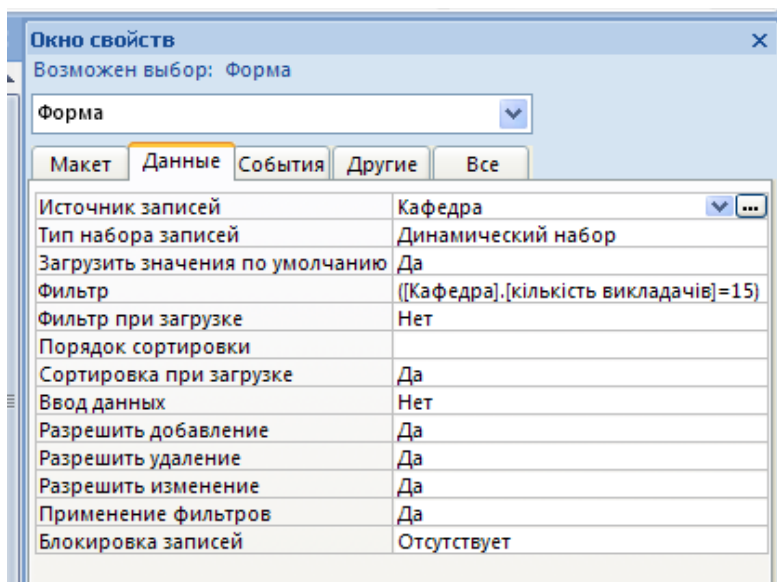 Окно свойств
Возможен выбор: Форма
Форма
Макет Данные События Другие Все
Источник записей Кафедра
Тип набора записей Динамический набор
Загрузить значения по умолчанию Да
Фильтр ([Кафедра].[кількість викладачів]=15)
Фильтр при загрузке Нет
Порядок сортировки
Сортировка при загрузке Да
Ввод данных Нет
Разрешить добавление Да
Разрешить удаление Да
Разрешить изменение Да
Применение фильтров Да
Блокировка записей Отсутствует